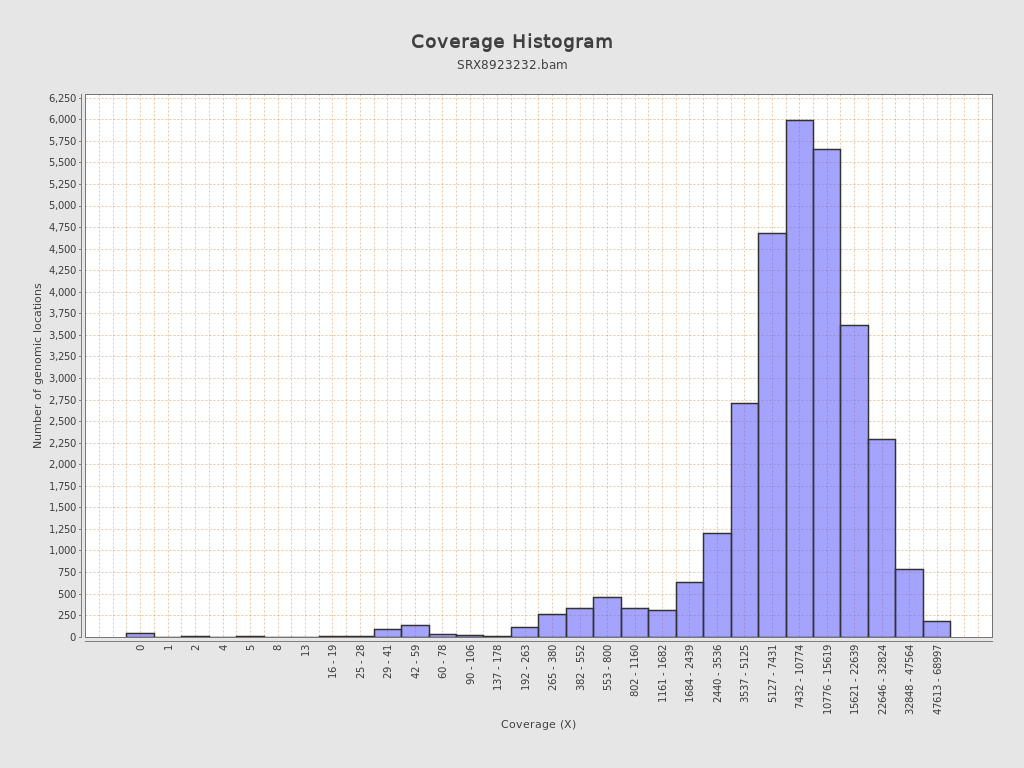 Coverage Histogram
SRX8923232.bam
6,250
6,000
5,750
5,500
5,250
5,000
4,750
4,500
4,250
4,000
3,750
3,500
3,250
3,000
2,750
2,500
2,250
2,000
1,750
1,500
1,250
1,000
750
500
250
0
Number of genomic locations
0
1
2
4
5
8
13
16 - 19
25 - 28
29 - 41
42 - 59
60 - 78
90 - 106
137 - 178
192 - 263
265 - 380
382 - 552
553 - 800
802 - 1160
1161 - 1682
1684 - 2439
2440 - 3536
3537 - 5125
5127 - 7431
7432 - 10774
10776 - 15619
15621 - 22639
22646 - 32824
32848 - 47564
47613 - 68997
Coverage (X)